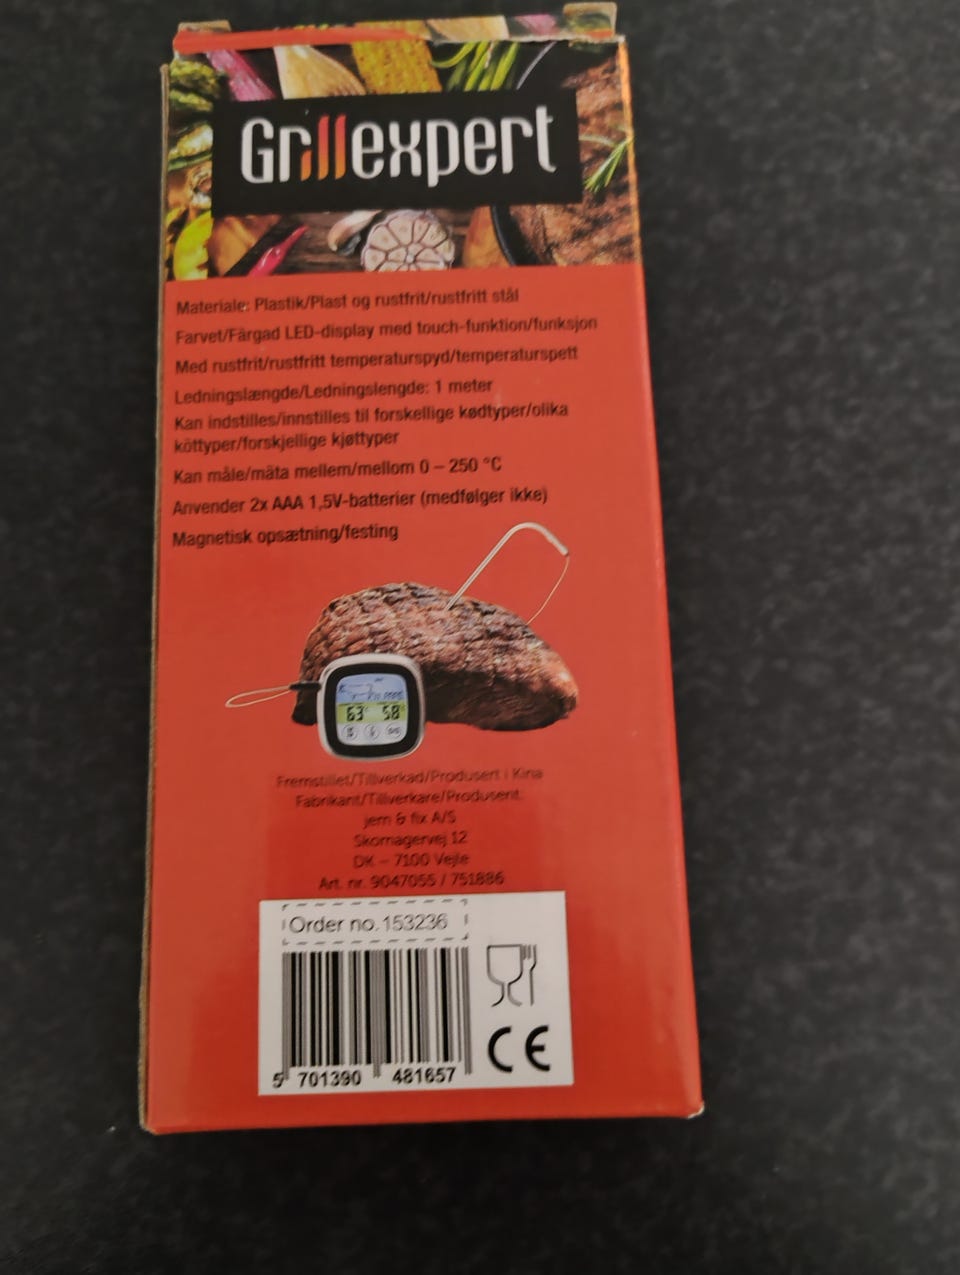 Grillexpert
Materiale: Plastik/Plast og rustfrit/rustfritt stål
Farvet/Färgad LED-display med touch-funktion/funksjon
Med rustfrit/rustfritt temperaturspyd/temperaturspett
Ledningslængde/Ledningslengde: 1 meter
Kan indstilles/innstilles til forskellige kødtyper/olika
köttyper/forskjellige kjøttyper
Kan måle/mäta mellem/mellom 0 – 250 °C
Anvender 2x AAA 1,5V-batterier (medfølger ikke)
Magnetisk opsætning/festing
63° 58°
Fremstillet/Tillverkad/Produsert i Kina
Fabrikant/Tillverkare/Produsent:
jem & fix A/S
Skomagervej 12
DK – 7100 Vejle
Art. nr. 9047055 / 751886
Order no. 153236
CE
5 701390 481657